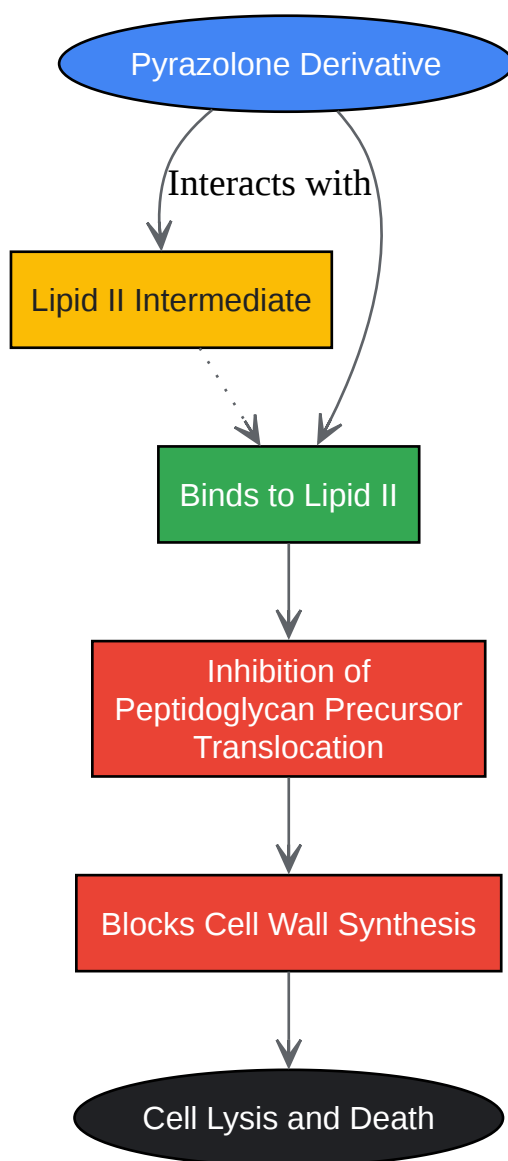 Pyrazolone Derivative
Interacts with
Lipid II Intermediate
Binds to Lipid II
Inhibition of
Peptidoglycan Precursor
Translocation
Blocks Cell Wall Synthesis
Cell Lysis and Death